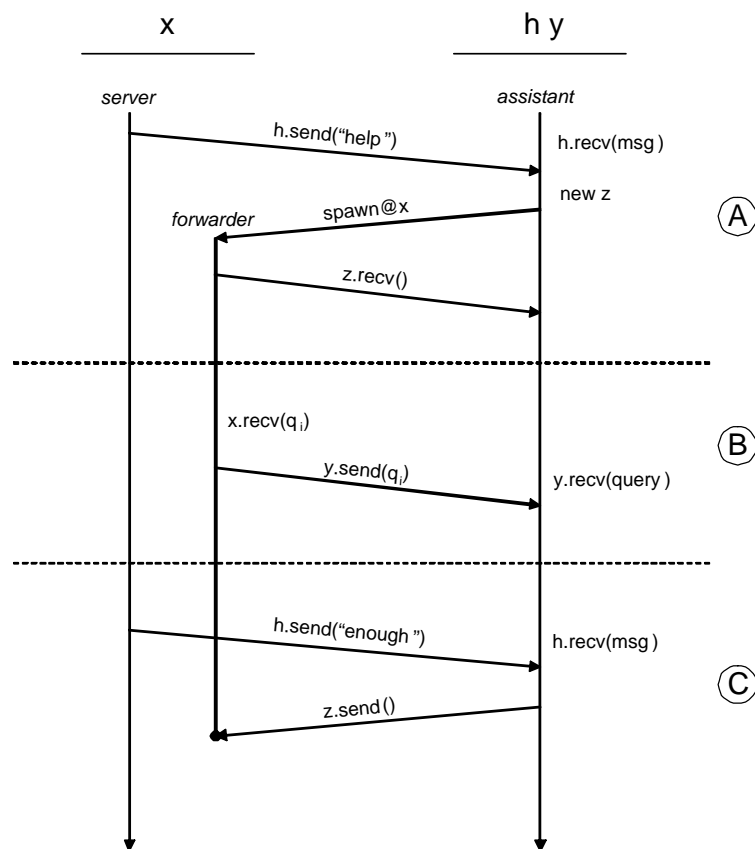 x
h y
server
assistant
h.send(“help”)
h.recv(msg)
new z
spawn@x
forwarder
A
z.recv()
x.recv(qi)
B
y.send(qi)
y.recv(query)
h.send(“enough”)
h.recv(msg)
C
z.send()